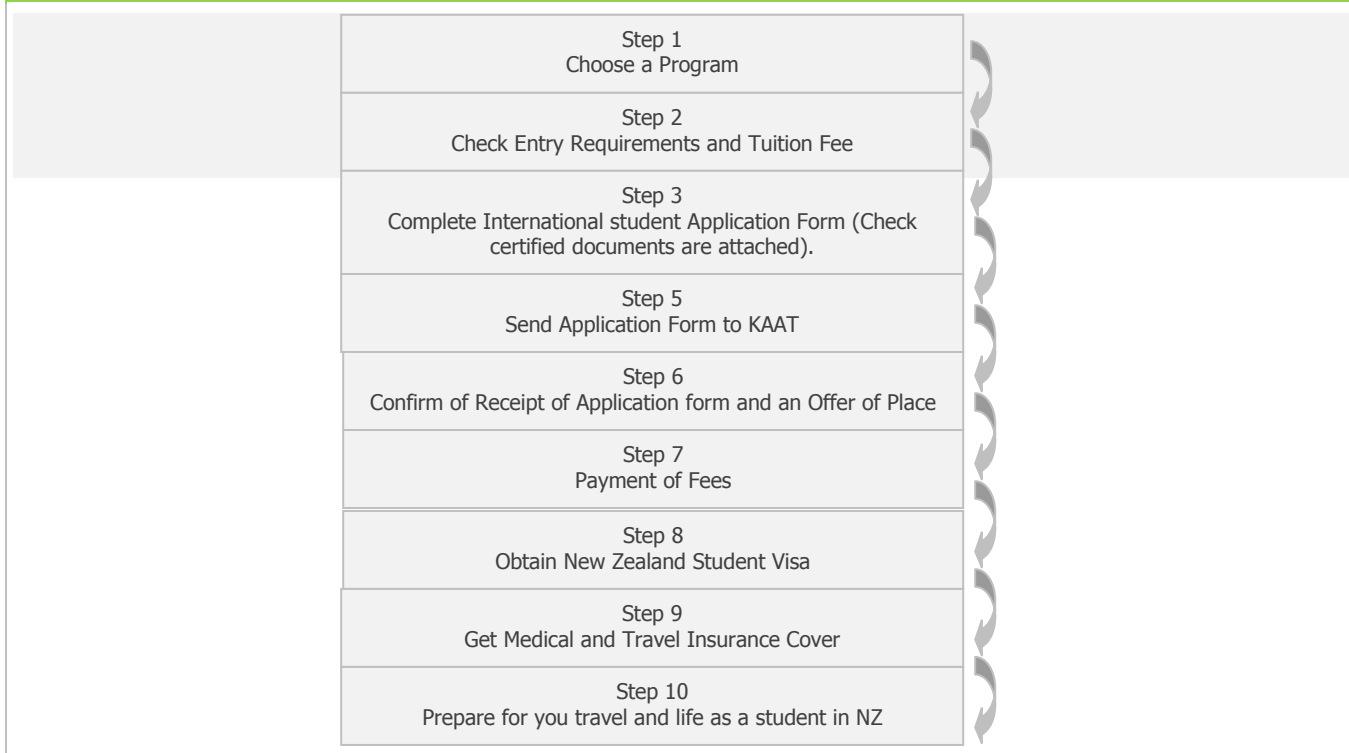 Step 1
Choose a Program
Step 2
Check Entry Requirements and Tuition Fee
Step 3
Complete International student Application Form (Check
certified documents are attached).
Step 5
Send Application Form to KAAT
Step 6
Confirm of Receipt of Application form and an Offer of Place
Step 7
Payment of Fees
Step 8
Obtain New Zealand Student Visa
Step 9
Get Medical and Travel Insurance Cover
Step 10
Prepare for you travel and life as a student in NZ